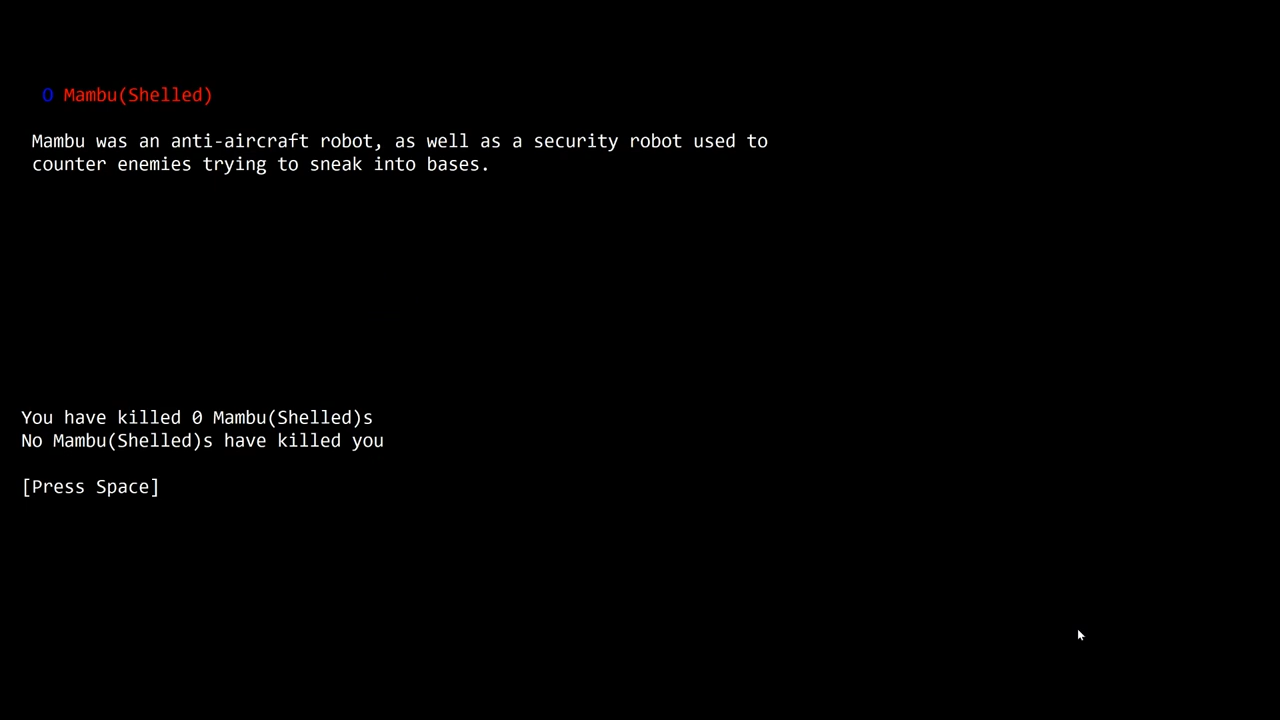 O Mambu(Shelled)
Mambu was an anti-aircraft robot, as well as a security robot used to
counter enemies trying to sneak into bases.
You have killed 0 Mambu(Shelled)s
No Mambu(Shelled)s have killed you
[Press Space]